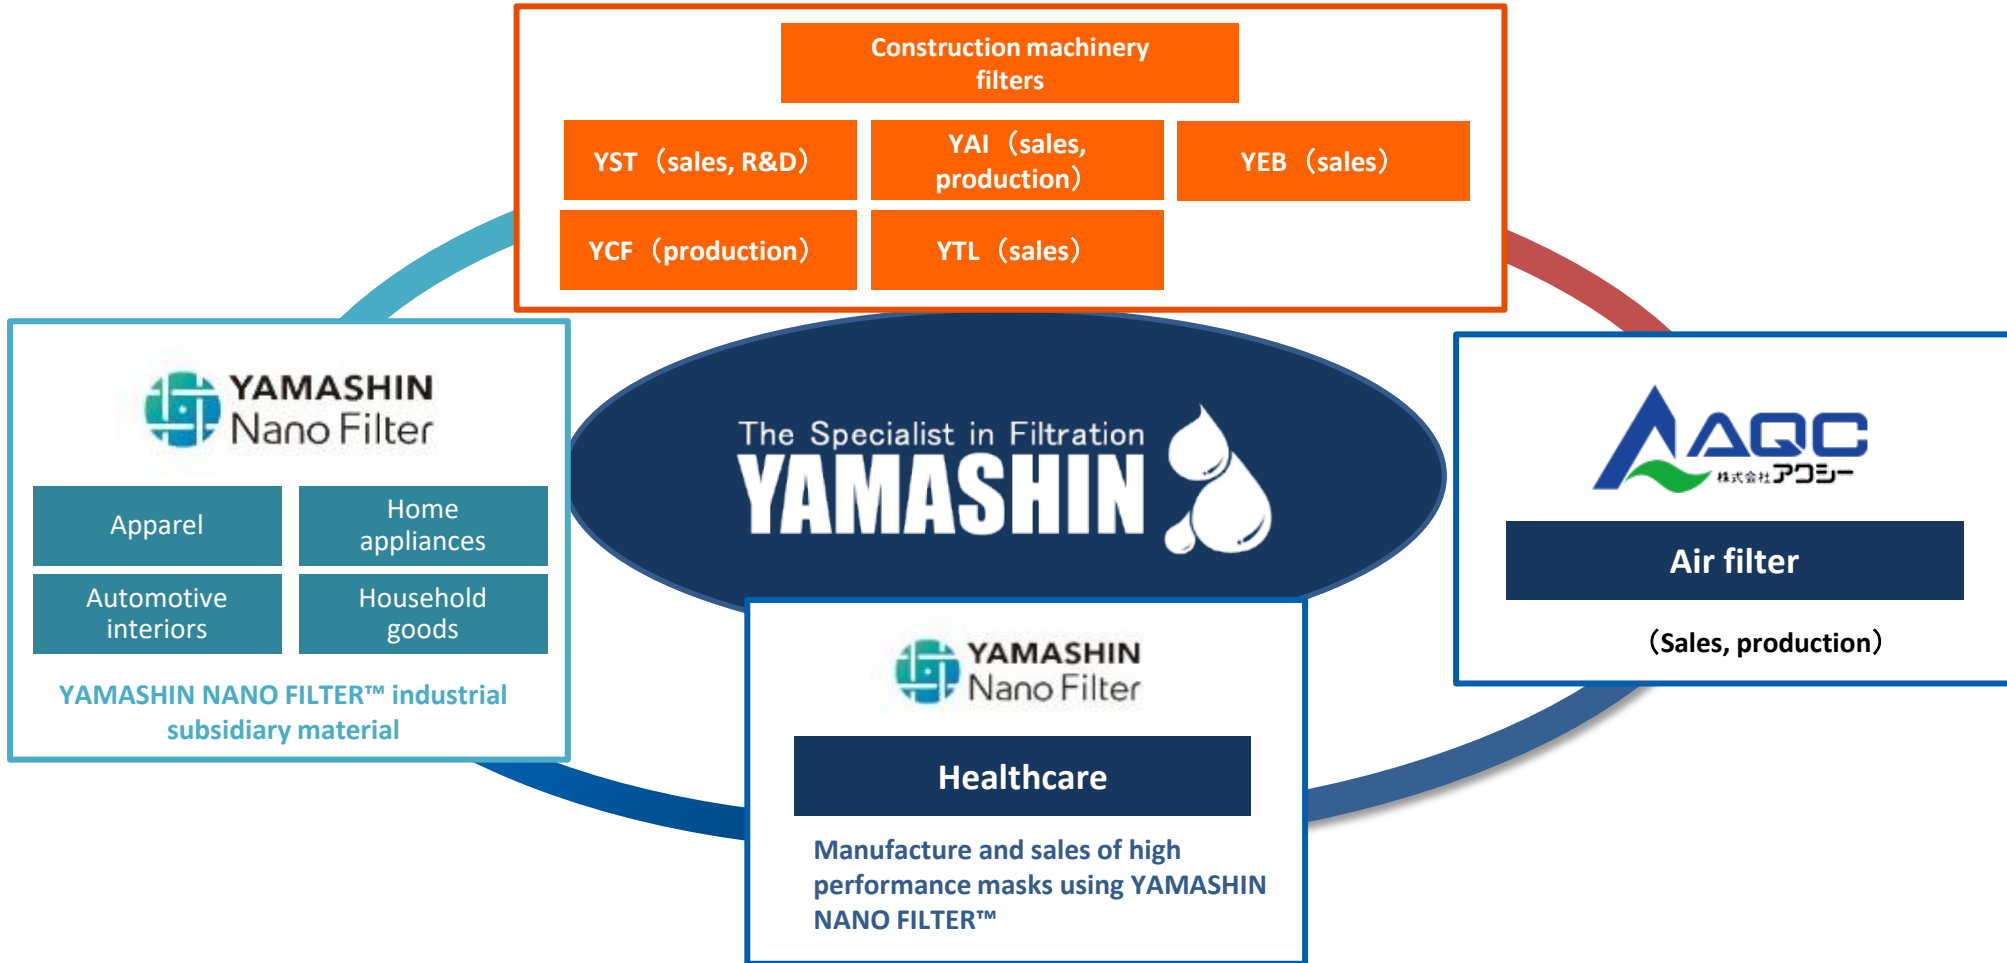 Construction machinery
filters
YST（sales, R&D）
YAI（sales,
production）
YEB（sales）
YCF（production）
YTL（sales）
YAMASHIN
Nano Filter
Apparel
Home
appliances
Automotive
interiors
Household
goods
YAMASHIN NANO FILTER™ industrial
subsidiary material
The Specialist in Filtration
YAMASHIN
AQC
株式会社アクシー
Air filter
（Sales, production）
YAMASHIN
Nano Filter
Healthcare
Manufacture and sales of high
performance masks using YAMASHIN
NANO FILTER™